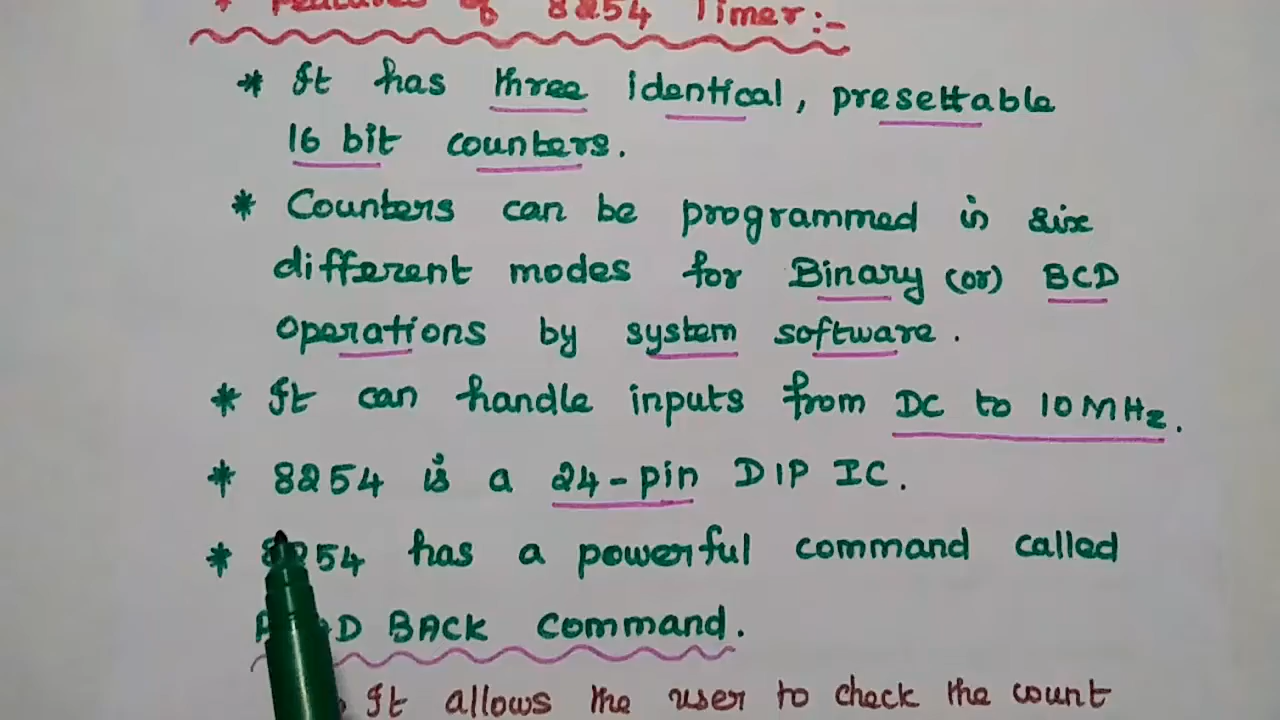 * Features of 8254 Timer:-
* It has three identical, presettable
16 bit counters.
* Counters can be programmed in six
different modes for Binary (or) BCD
operations by system software.
* It can handle inputs from DC to 10MHz.
* 8254 is a 24-pin DIP IC.
* 8254 has a powerful command called
READ BACK command.
It allows the user to check the count